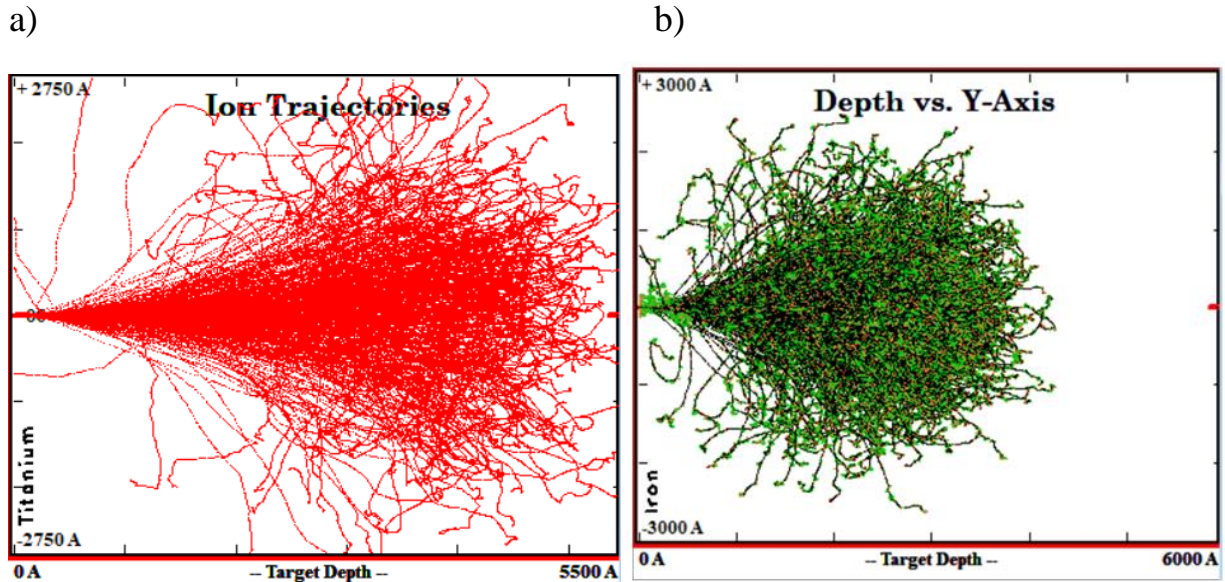 a)
b)
+ 2750 A
Ion Trajectories
Titanium
-2750 A
0 A
-- Target Depth --
5500 A
+ 3000 A
Depth vs. Y-Axis
Iron
-3000 A
0 A
-- Target Depth --
6000 A